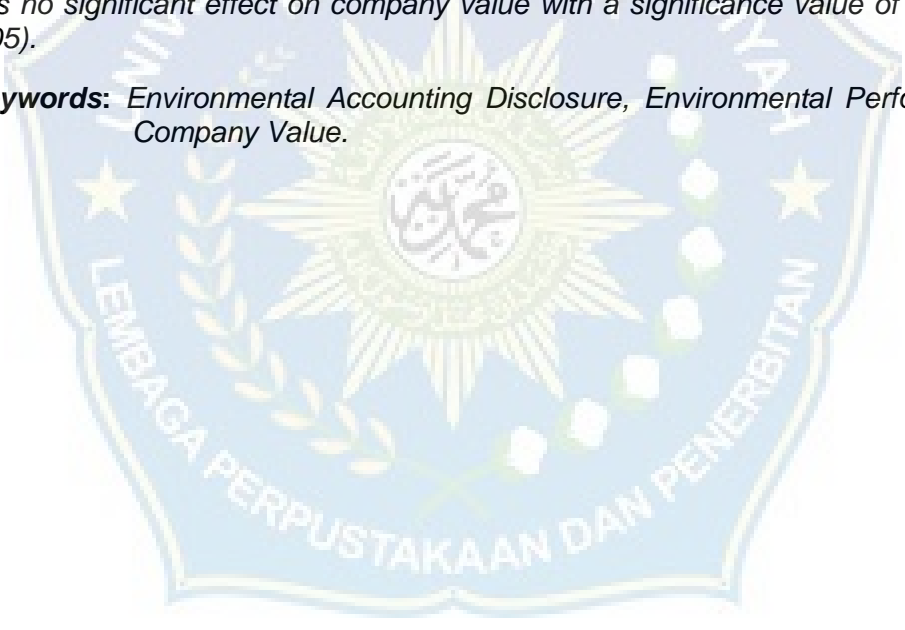 s no significant effect on company value with a significance value of
05).
ywords: Environmental Accounting Disclosure, Environmental Perfo
Company Value.
LEMBAGA PERPUSTAKAAN DAN PENERBITAN